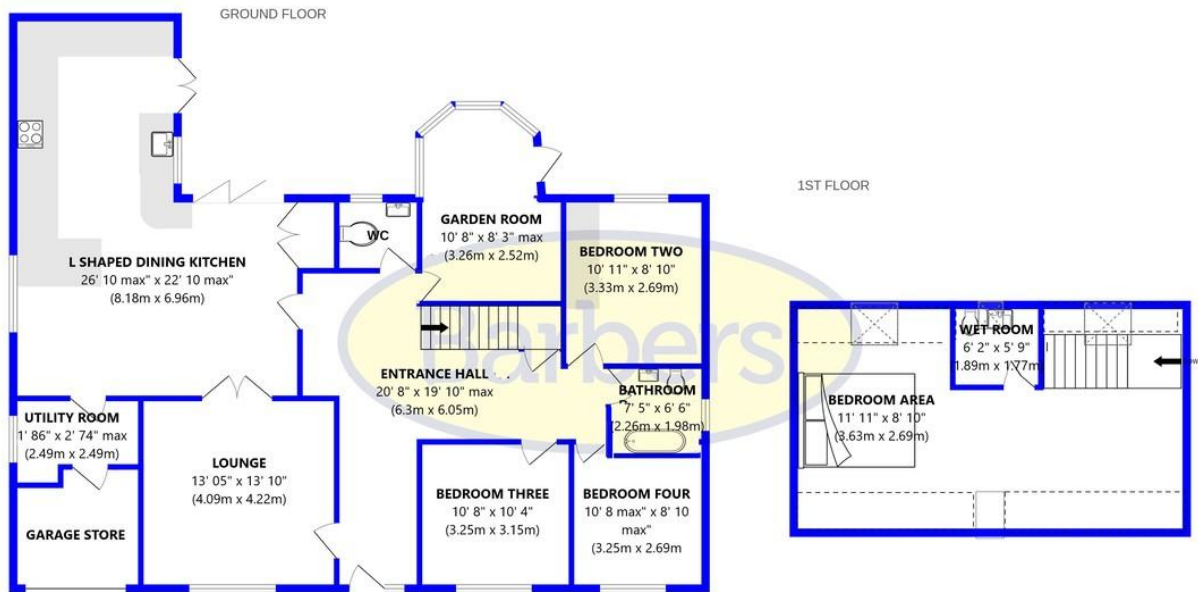 GROUND FLOOR
1ST FLOOR
L SHAPED DINING KITCHEN
26' 10 max" x 22' 10 max"
(8.18m x 6.96m)
WC
GARDEN ROOM
10' 8" x 8' 3" max
(3.26m x 2.52m)
BEDROOM TWO
10' 11" x 8' 10"
(3.33m x 2.69m)
Barbers
ENTRANCE HALL
20' 8" x 19' 10" max
(6.3m x 6.05m)
BATHROOM
7' 5" x 6' 6"
(2.26m x 1.98m)
UTILITY ROOM
1' 86" x 2' 74" max
(2.49m x 2.49m)
LOUNGE
13' 05" x 13' 10"
(4.09m x 4.22m)
BEDROOM THREE
10' 8" x 10' 4"
(3.25m x 3.15m)
BEDROOM FOUR
10' 8 max" x 8' 10
max"
(3.25m x 2.69m
GARAGE STORE
WET ROOM
6' 2" x 5' 9"
1.89m x 1.77m)
BEDROOM AREA
11' 11" x 8' 10"
(3.63m x 2.69m)